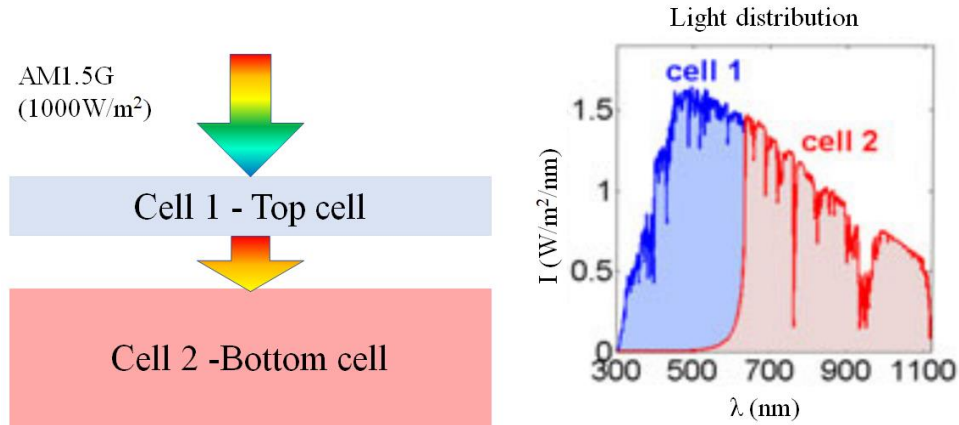 AM1.5G
(1000W/m²)
Cell 1 - Top cell
Cell 2 -Bottom cell
Light distribution
cell 1
cell 2
1.5
1
0.5
0
I (W/m²/nm)
300 500 700 900 1100
λ (nm)